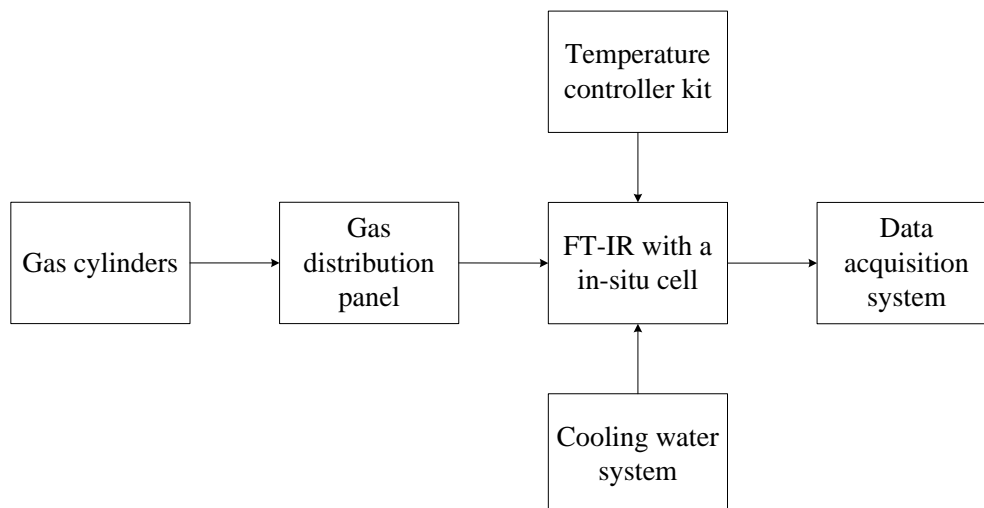 Temperature
controller kit
Gas cylinders
Gas
distribution
panel
FT-IR with a
in-situ cell
Data
acquisition
system
Cooling water
system